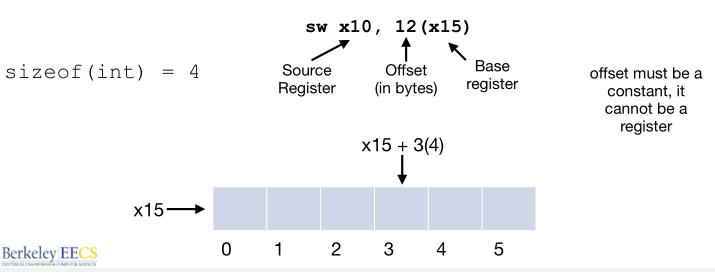 sw x10, 12(x15)
sizeof(int) = 4
Source
Register
Offset
(in bytes)
Base
register
offset must be a
constant, it
cannot be a
register
x15 + 3(4)
x15
0 1 2 3 4 5
Berkeley EECS
ELECTRICAL ENGINEERING & COMPUTER SCIENCES